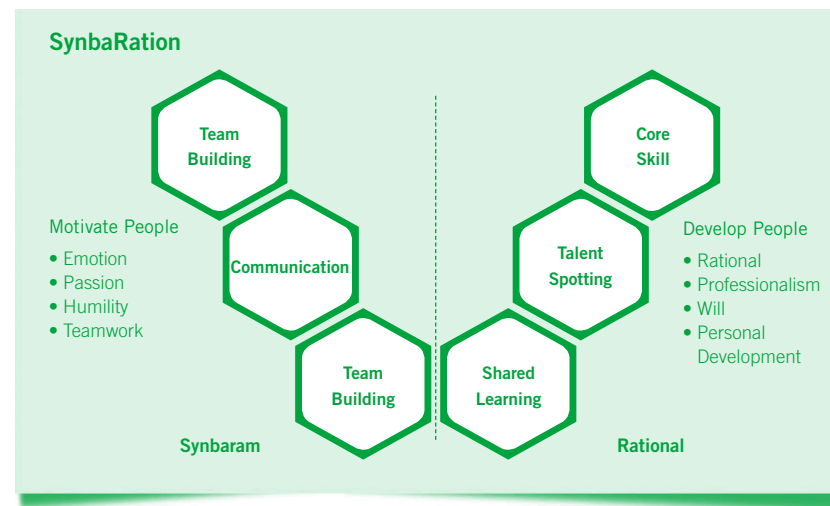 SynbaRation
Team
Building
Communication
Team
Building
Motivate People
• Emotion
• Passion
• Humility
• Teamwork
Synbaram
Core
Skill
Talent
Spotting
Shared
Learning
Develop People
• Rational
• Professionalism
• Will
• Personal
Development
Rational